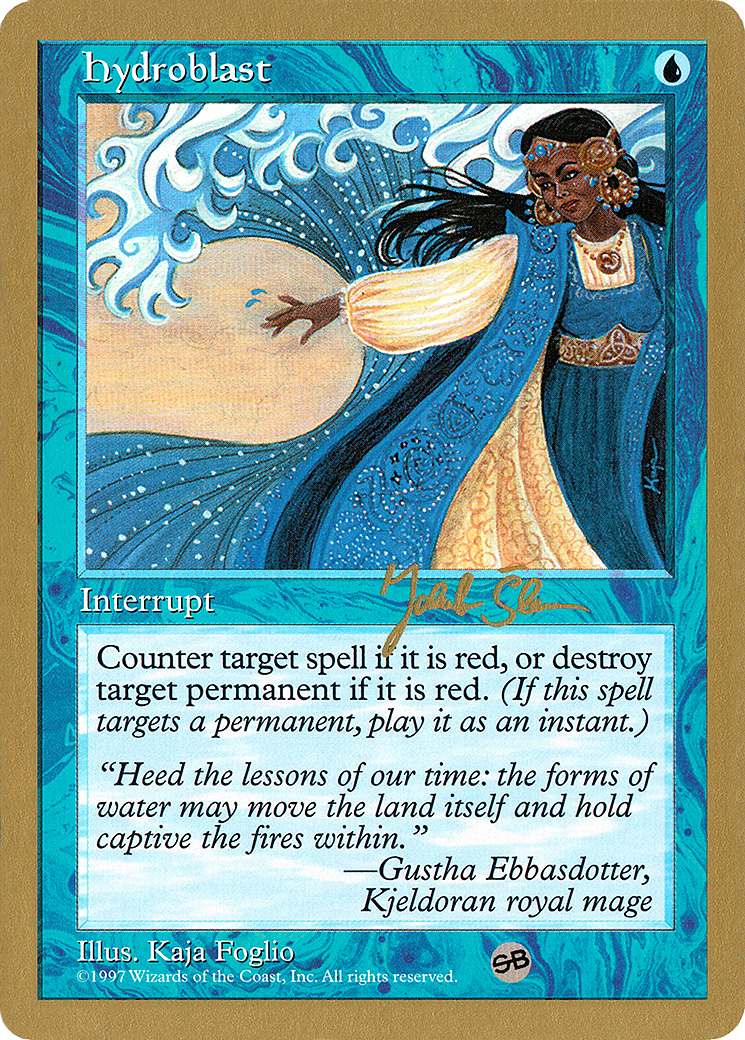 Hydroblast
Kaja
Interrupt
Jakub Šlemr
Counter target spell if it is red, or destroy
target permanent if it is red. (If this spell
targets a permanent, play it as an instant.)
“Heed the lessons of our time: the forms of
water may move the land itself and hold
captive the fires within.”
—Gustha Ebbasdotter,
Kjeldoran royal mage
Illus. Kaja Foglio
©1997 Wizards of the Coast, Inc. All rights reserved.
SB